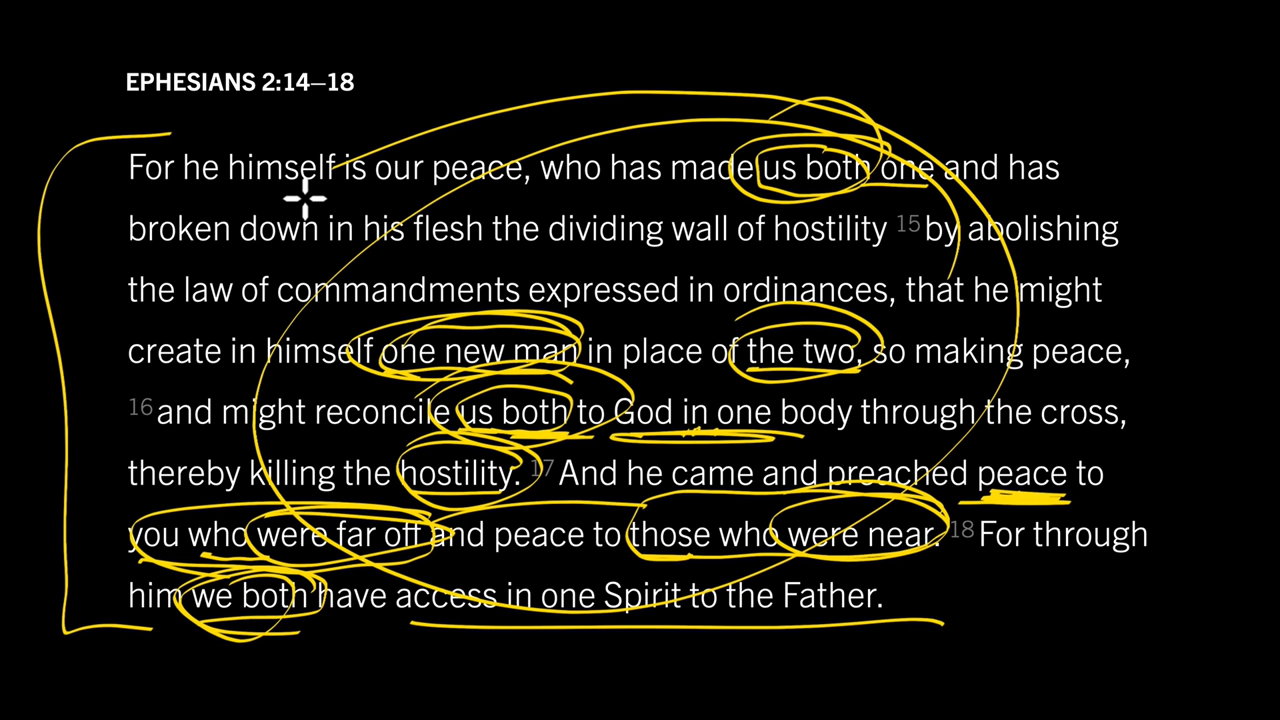 EPHESIANS 2:14–18
For he himself is our peace, who has made us both one and has
broken down in his flesh the dividing wall of hostility 15 by abolishing
the law of commandments expressed in ordinances, that he might
create in himself one new man in place of the two, so making peace,
16 and might reconcile us both to God in one body through the cross,
thereby killing the hostility. 17 And he came and preached peace to
you who were far off and peace to those who were near. 18 For through
him we both have access in one Spirit to the Father.